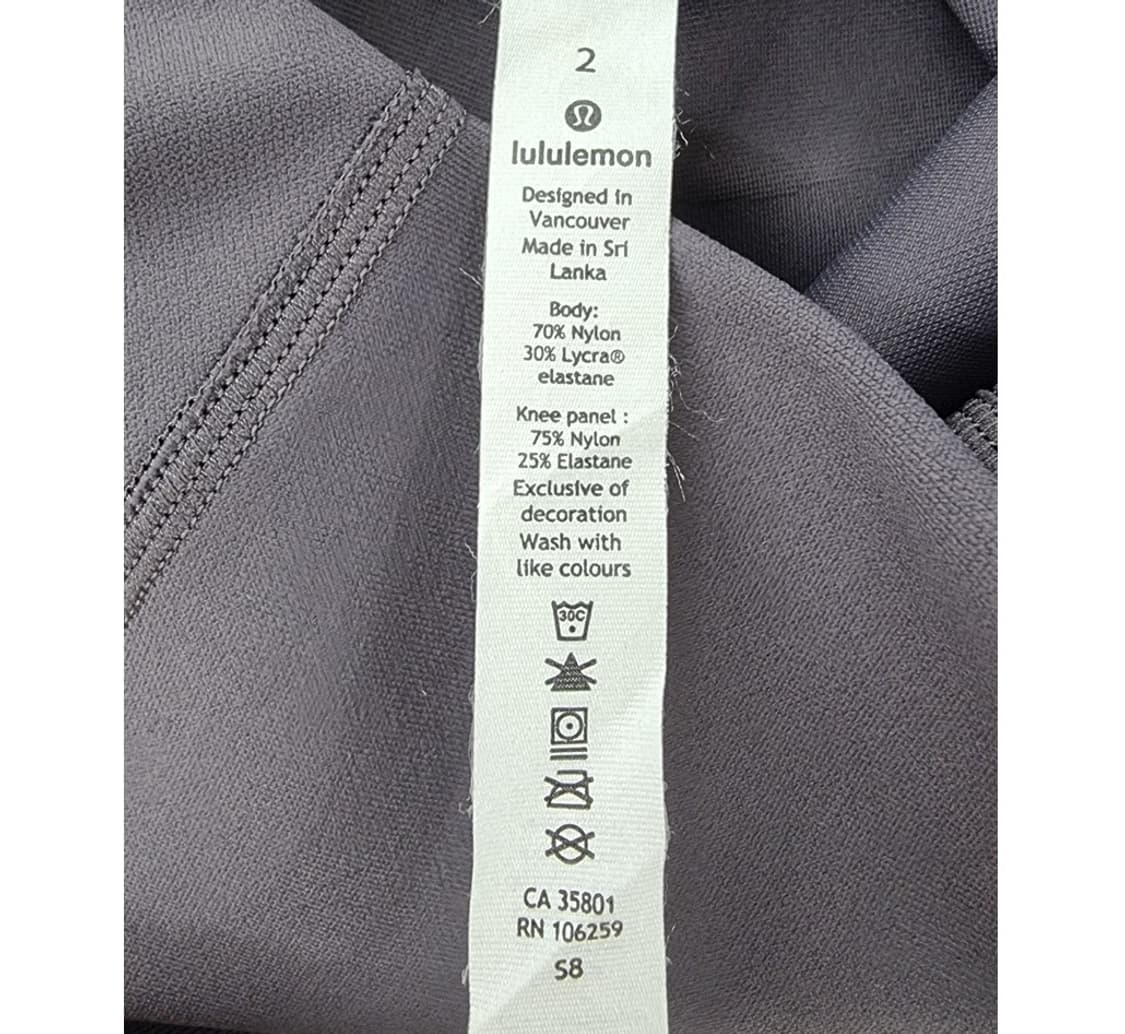 2
lululemon
Designed in
Vancouver
Made in Sri
Lanka
Body:
70% Nylon
30% Lycra®
elastane
Knee panel :
75% Nylon
25% Elastane
Exclusive of
decoration
Wash with
like colours
30C
CA 35801
RN 106259
S8